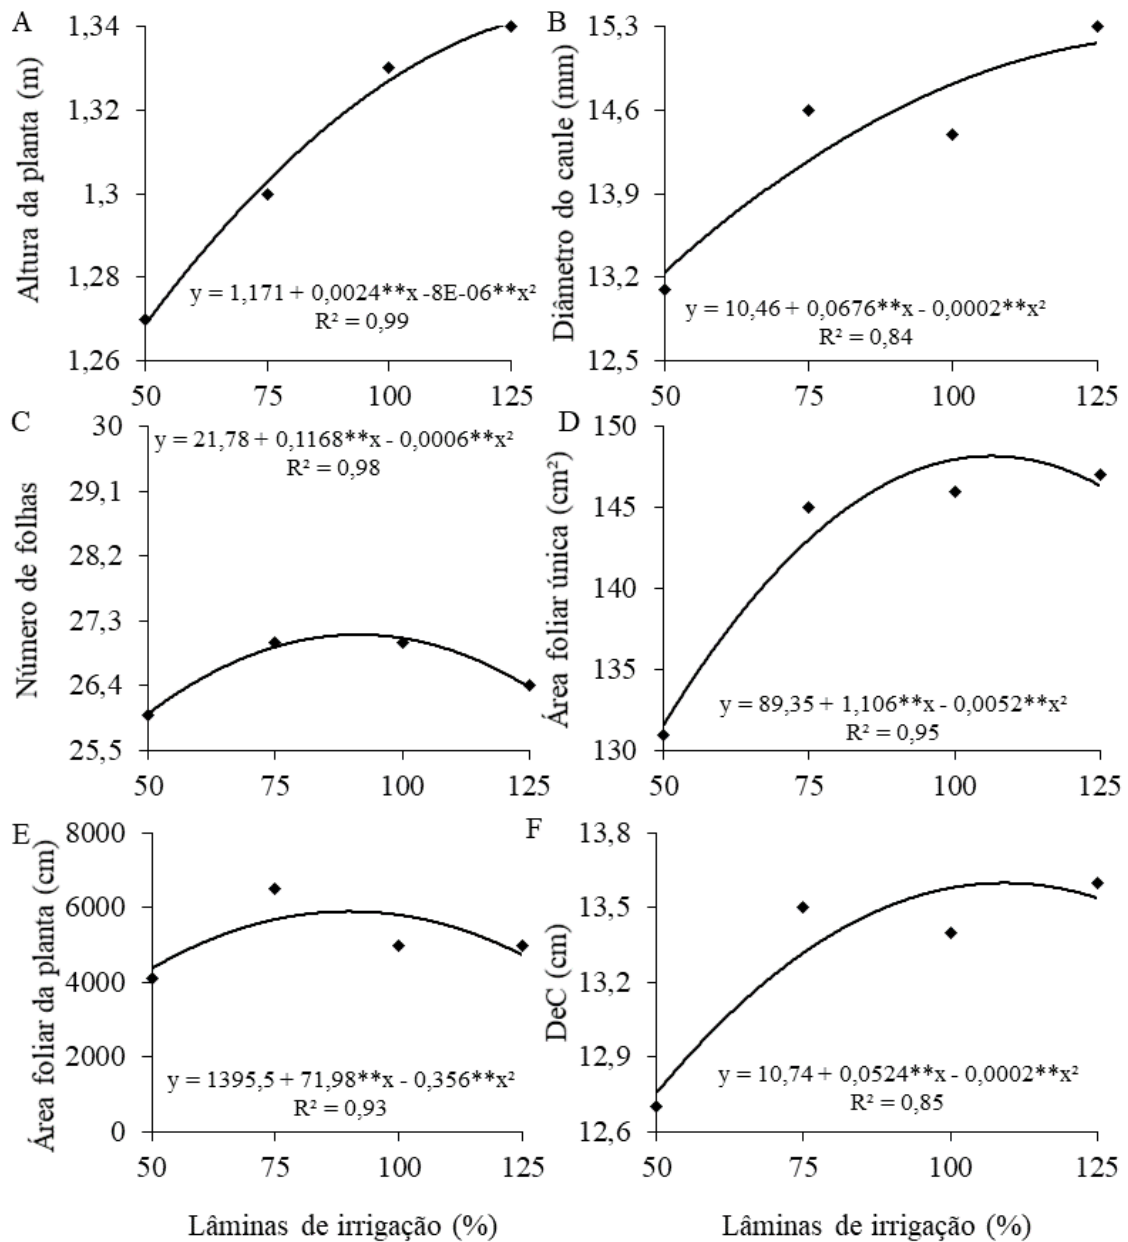 A
Altura da planta (m)
1,34
1,32
1,3
1,28
1,26
y = 1,171 + 0,0024**x -8E-06**x²
R² = 0,99
50 75 100 125
B
Diâmetro do caule (mm)
15,3
14,6
13,9
13,2
12,5
y = 10,46 + 0,0676**x - 0,0002**x²
R² = 0,84
50 75 100 125
C
Número de folhas
30
29,1
28,2
27,3
26,4
25,5
y = 21,78 + 0,1168**x - 0,0006**x²
R² = 0,98
50 75 100 125
D
Área foliar única (cm²)
150
145
140
135
130
y = 89,35 + 1,106**x - 0,0052**x²
R² = 0,95
50 75 100 125
E
Área foliar da planta (cm)
8000
6000
4000
2000
0
y = 1395,5 + 71,98**x - 0,356**x²
R² = 0,93
50 75 100 125
Lâminas de irrigação (%)
F
DeC (cm)
13,8
13,5
13,2
12,9
12,6
y = 10,74 + 0,0524**x - 0,0002**x²
R² = 0,85
50 75 100 125
Lâminas de irrigação (%)